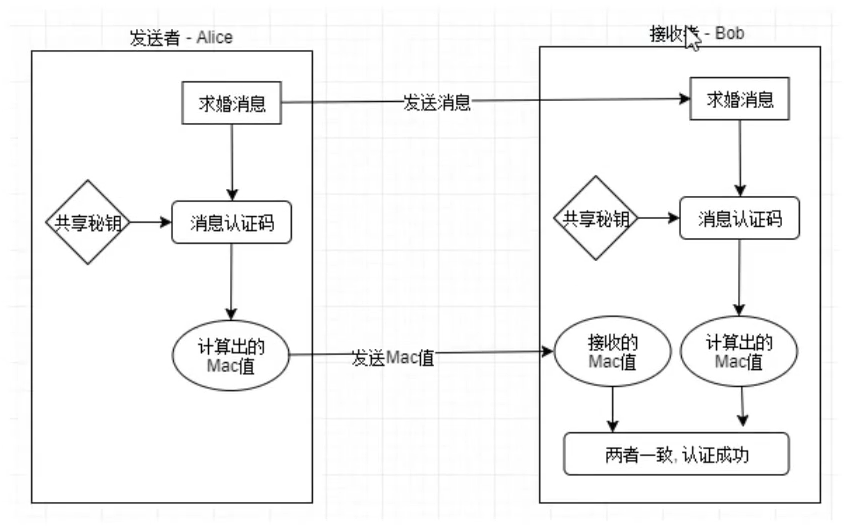 发送者 - Alice
接收 - Bob
求婚消息
发送消息
求婚消息
共享秘钥
消息认证码
共享秘钥
消息认证码
计算出的
Mac值
发送Mac值
接收的
Mac值
计算出的
Mac值
两者一致, 认证成功